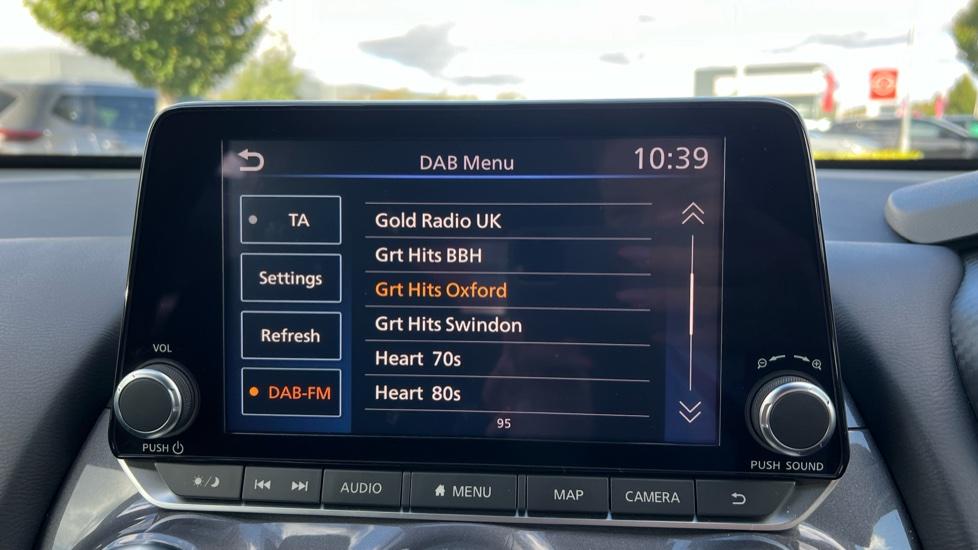 DAB Menu
10:39
TA
Settings
Refresh
DAB-FM
Gold Radio UK
Grt Hits BBH
Grt Hits Oxford
Grt Hits Swindon
Heart 70s
Heart 80s
95
VOL
PUSH
PUSH SOUND
AUDIO
MENU
MAP
CAMERA